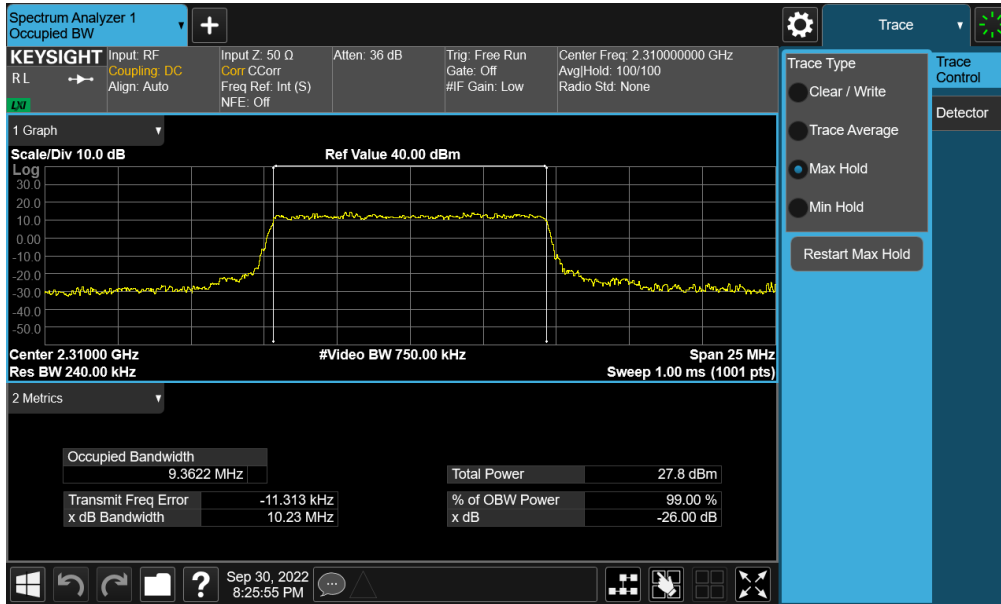 Spectrum Analyzer 1
Occupied BW
+
Trace
KEYSIGHT Input: RF Input Z: 50 Ω Atten: 36 dB Trig: Free Run Center Freq: 2.310000000 GHz
R L Coupling: DC Corr CCorr Gate: Off Avg|Hold: 100/100
Align: Auto Freq Ref: Int (S) #IF Gain: Low Radio Std: None
LXI NFE: Off
1 Graph
Scale/Div 10.0 dB Ref Value 40.00 dBm
Log
30.0
20.0
10.0
0.00
-10.0
-20.0
-30.0
-40.0
-50.0
Center 2.31000 GHz #Video BW 750.00 kHz Span 25 MHz
Res BW 240.00 kHz Sweep 1.00 ms (1001 pts)
2 Metrics
Occupied Bandwidth
9.3622 MHz Total Power 27.8 dBm
Transmit Freq Error -11.313 kHz % of OBW Power 99.00 %
x dB Bandwidth 10.23 MHz x dB -26.00 dB
Trace Type
Clear / Write
Trace Average
Max Hold
Min Hold
Restart Max Hold
Trace
Control
Detector
? Sep 30, 2022
8:25:55 PM